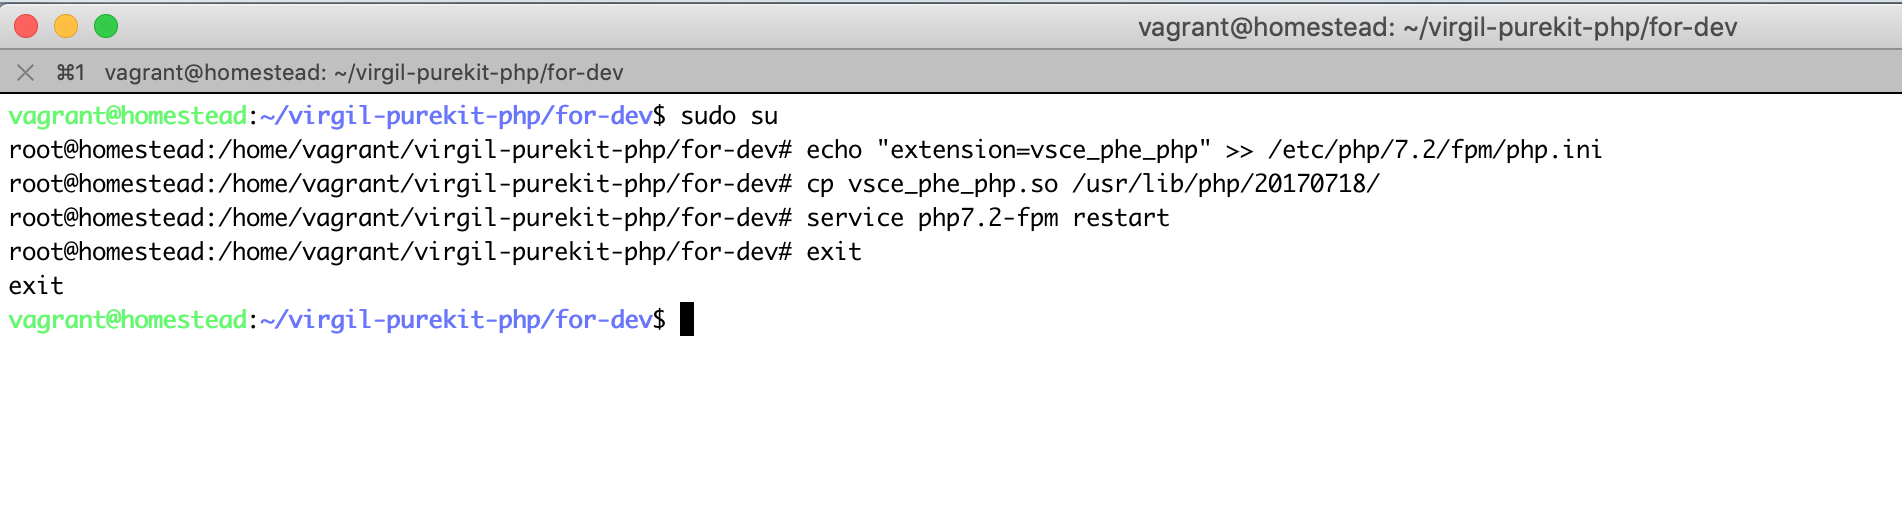 vagrant@homestead: ~/virgil-purekit-php/for-dev
⌘1 vagrant@homestead: ~/virgil-purekit-php/for-dev
vagrant@homestead:~/virgil-purekit-php/for-dev$ sudo su
root@homestead:/home/vagrant/virgil-purekit-php/for-dev# echo "extension=vsce_phe_php" >> /etc/php/7.2/fpm/php.ini
root@homestead:/home/vagrant/virgil-purekit-php/for-dev# cp vsce_phe_php.so /usr/lib/php/20170718/
root@homestead:/home/vagrant/virgil-purekit-php/for-dev# service php7.2-fpm restart
root@homestead:/home/vagrant/virgil-purekit-php/for-dev# exit
exit
vagrant@homestead:~/virgil-purekit-php/for-dev$